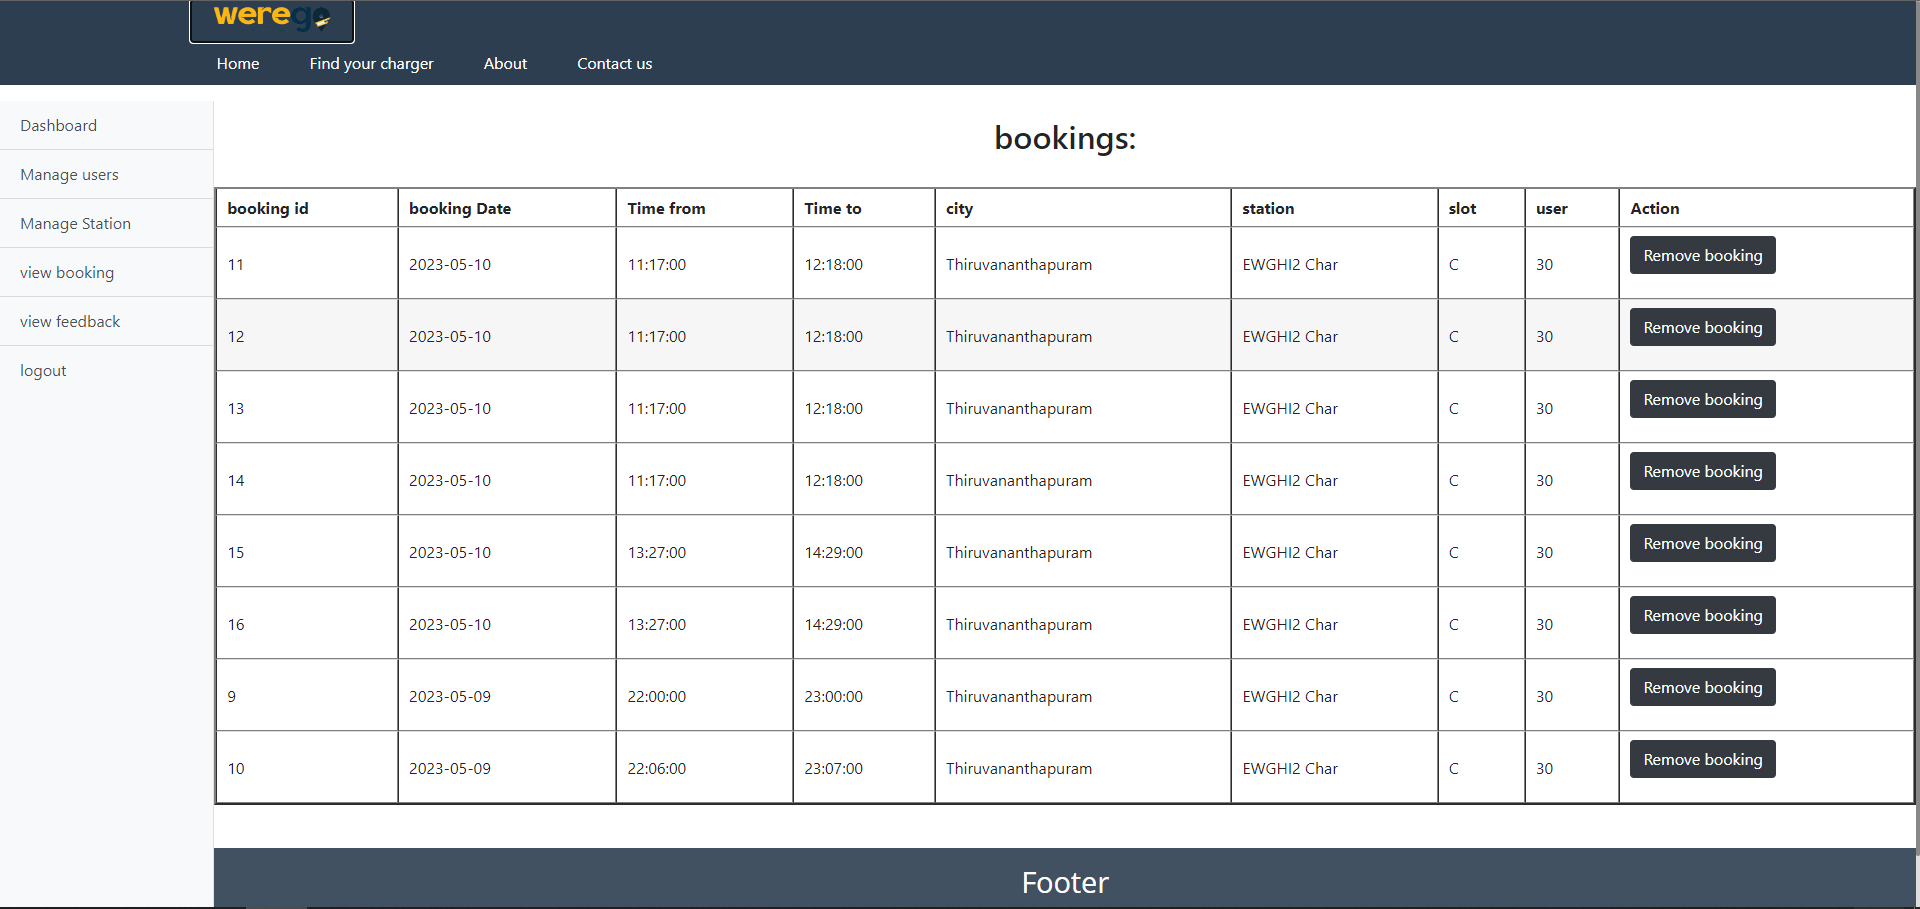 werego
Home Find your charger About Contact us
Dashboard
Manage users
Manage Station
view booking
view feedback
logout
bookings:
booking id booking Date Time from Time to city station slot user Action
11 2023-05-10 11:17:00 12:18:00 Thiruvananthapuram EWGHI2 Char C 30 Remove booking
12 2023-05-10 11:17:00 12:18:00 Thiruvananthapuram EWGHI2 Char C 30 Remove booking
13 2023-05-10 11:17:00 12:18:00 Thiruvananthapuram EWGHI2 Char C 30 Remove booking
14 2023-05-10 11:17:00 12:18:00 Thiruvananthapuram EWGHI2 Char C 30 Remove booking
15 2023-05-10 13:27:00 14:29:00 Thiruvananthapuram EWGHI2 Char C 30 Remove booking
16 2023-05-10 13:27:00 14:29:00 Thiruvananthapuram EWGHI2 Char C 30 Remove booking
9 2023-05-09 22:00:00 23:00:00 Thiruvananthapuram EWGHI2 Char C 30 Remove booking
10 2023-05-09 22:06:00 23:07:00 Thiruvananthapuram EWGHI2 Char C 30 Remove booking
Footer